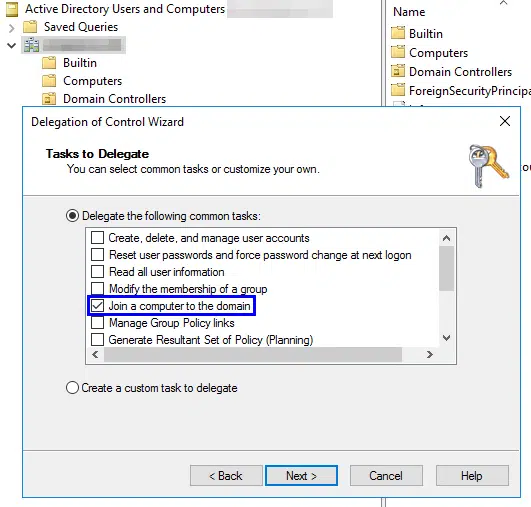 Active Directory Users and Computers
Saved Queries
Builtin
Computers
Domain Controllers
Name
Builtin
Computers
Domain Controllers
ForeignSecurityPrincipa
Delegation of Control Wizard
Tasks to Delegate
You can select common tasks or customize your own.
Delegate the following common tasks:
Create, delete, and manage user accounts
Reset user passwords and force password change at next logon
Read all user information
Modify the membership of a group
Join a computer to the domain
Manage Group Policy links
Generate Resultant Set of Policy (Planning)
Create a custom task to delegate
< Back
Next >
Cancel
Help